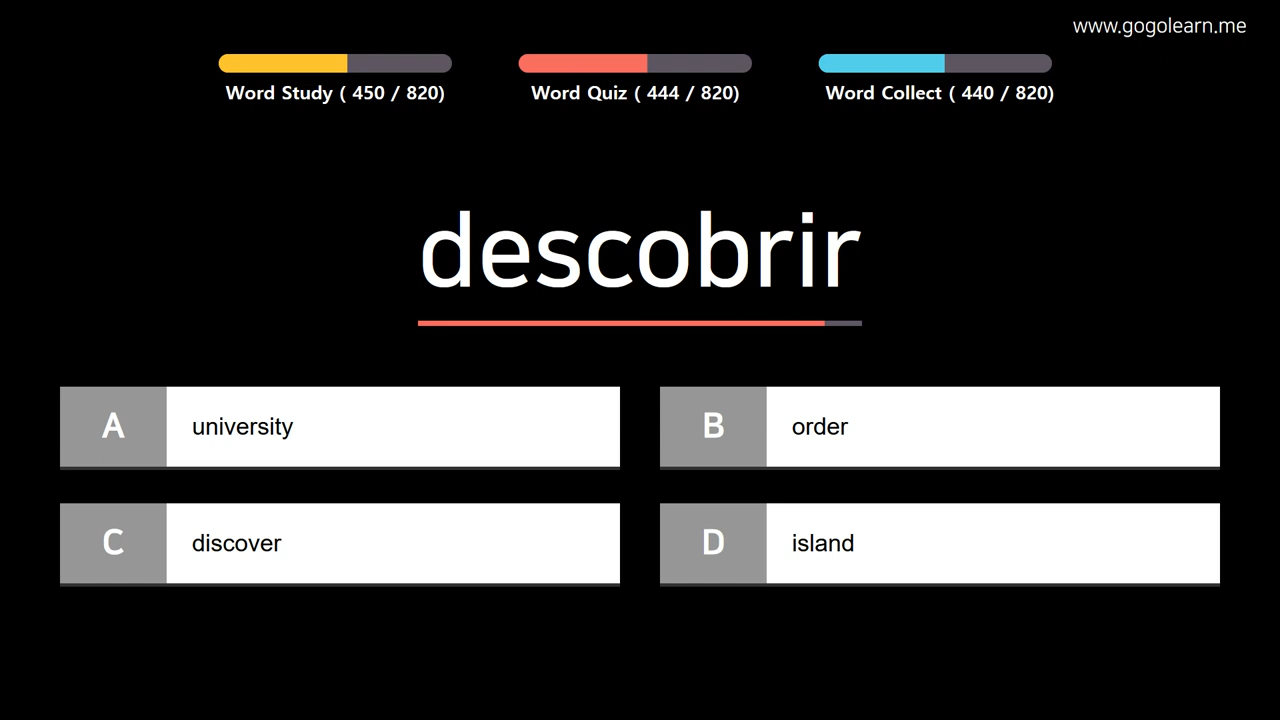 www.gogolearn.me
Word Study ( 450 / 820)
Word Quiz ( 444 / 820)
Word Collect ( 440 / 820)
descobrir
A university
B order
C discover
D island